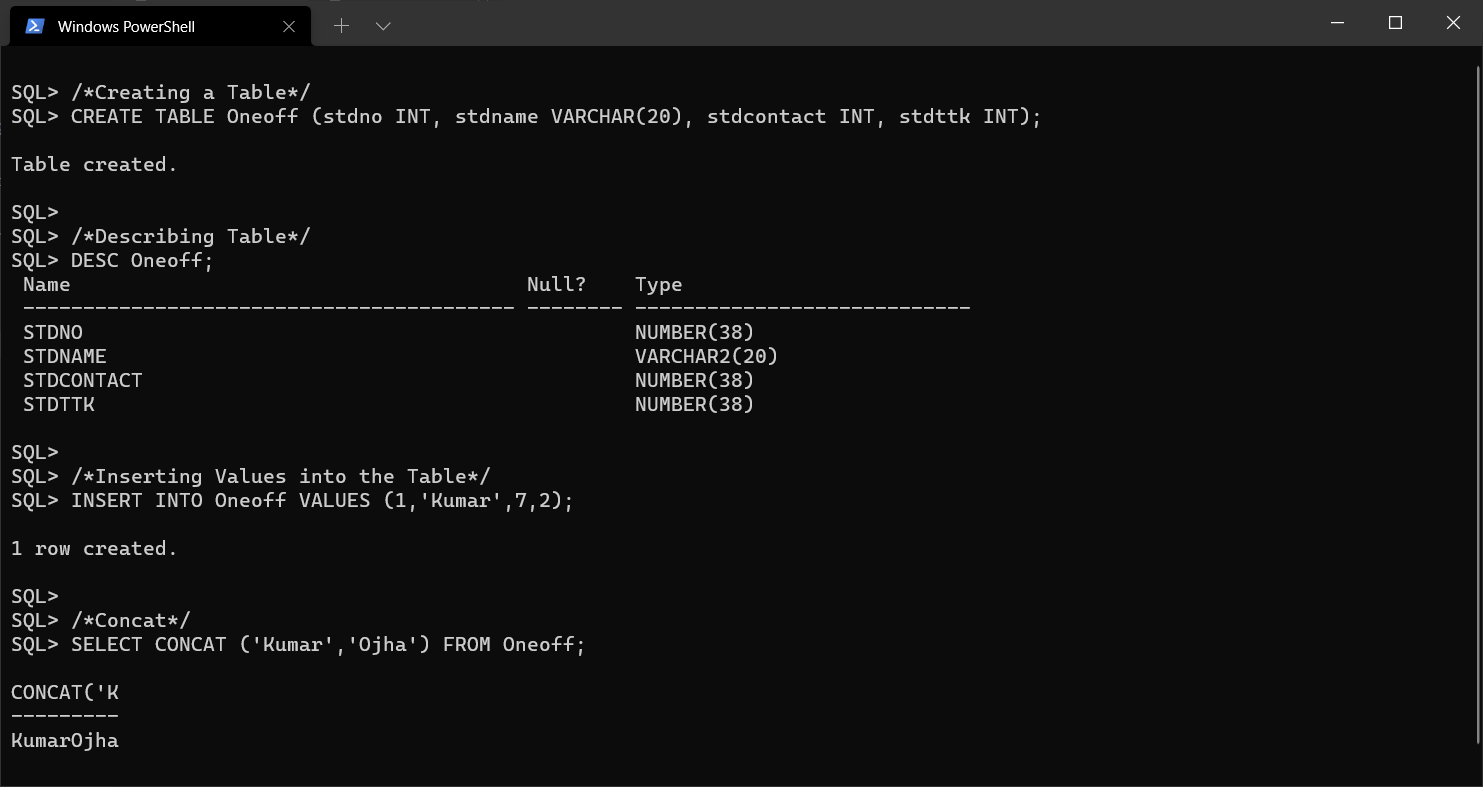 Windows PowerShell
SQL> /*Creating a Table*/
SQL> CREATE TABLE Oneoff (stdno INT, stdname VARCHAR(20), stdcontact INT, stdttk INT);
Table created.
SQL>
SQL> /*Describing Table*/
SQL> DESC Oneoff;
Name Null? Type
----------------------------------------- -------- ----------------------------
STDNO NUMBER(38)
STDNAME VARCHAR2(20)
STDCONTACT NUMBER(38)
STDTTK NUMBER(38)
SQL>
SQL> /*Inserting Values into the Table*/
SQL> INSERT INTO Oneoff VALUES (1,'Kumar',7,2);
1 row created.
SQL>
SQL> /*Concat*/
SQL> SELECT CONCAT ('Kumar','Ojha') FROM Oneoff;
CONCAT('K
---------
KumarOjha